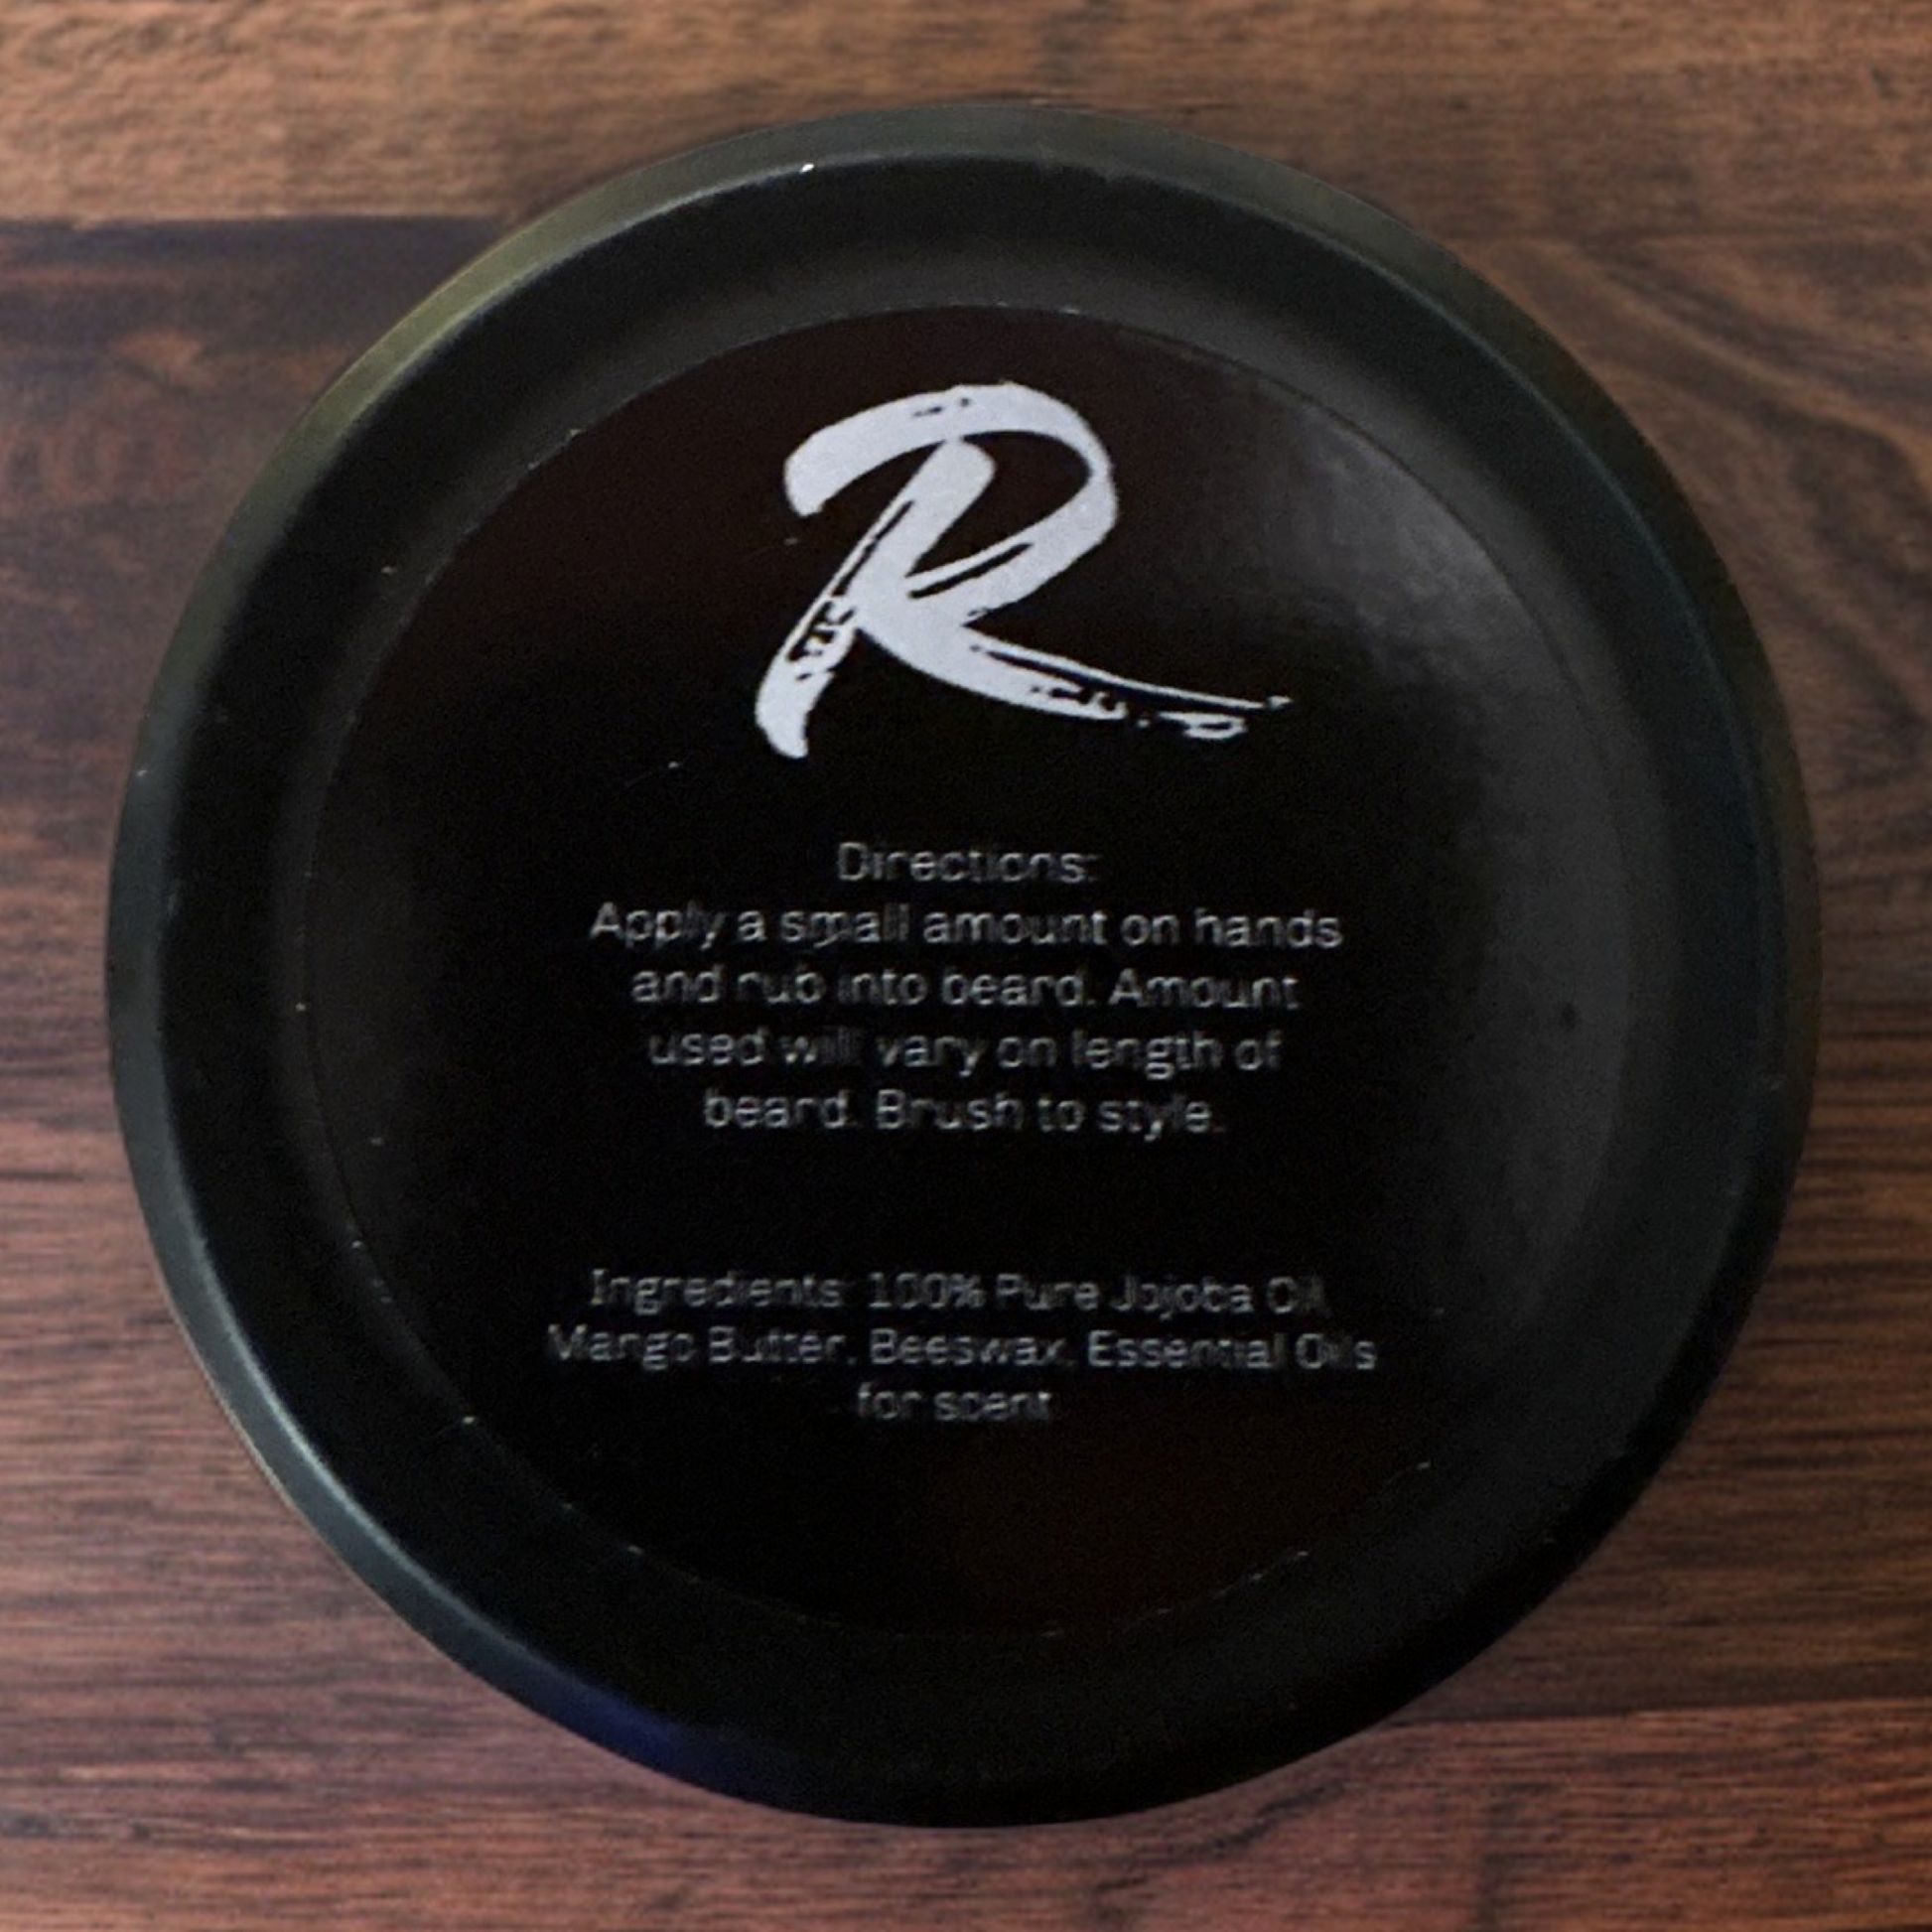 R
Directions:
Apply a small amount on hands
and rub into beard. Amount
used will vary on length of
beard. Brush to style.
Ingredients: 100% Pure Jojoba Oil,
Mango Butter, Beeswax, Essential Oils
for scent